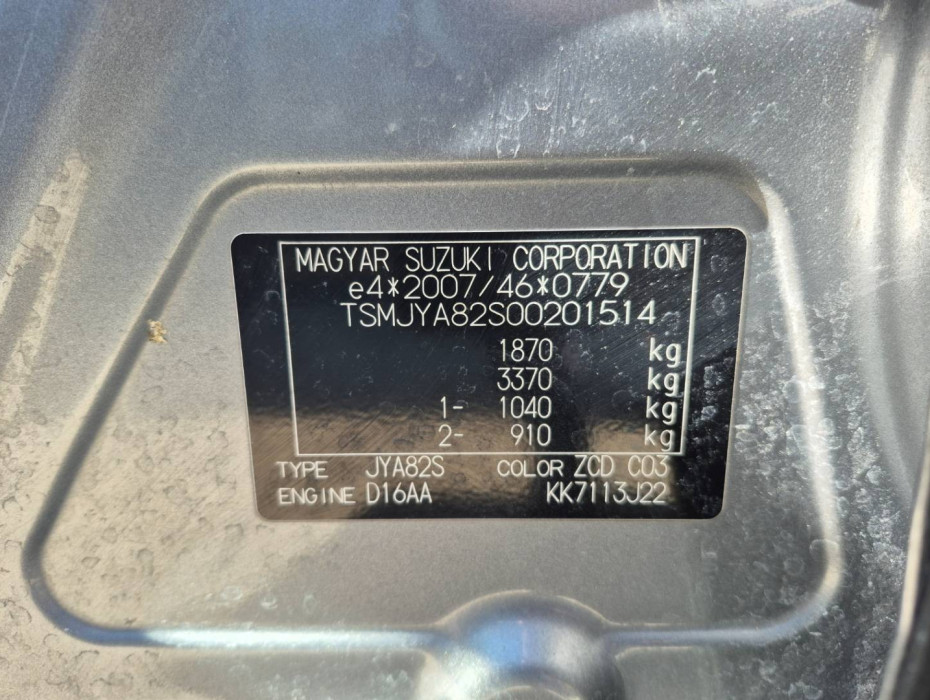 MAGYAR SUZUKI CORPORATION
e4*2007/46*0779
TSMJYA82S00201514
1870 kg
3370 kg
1- 1040 kg
2- 910 kg
TYPE JYA82S COLOR ZCD C03
ENGINE D16AA KK7113J22